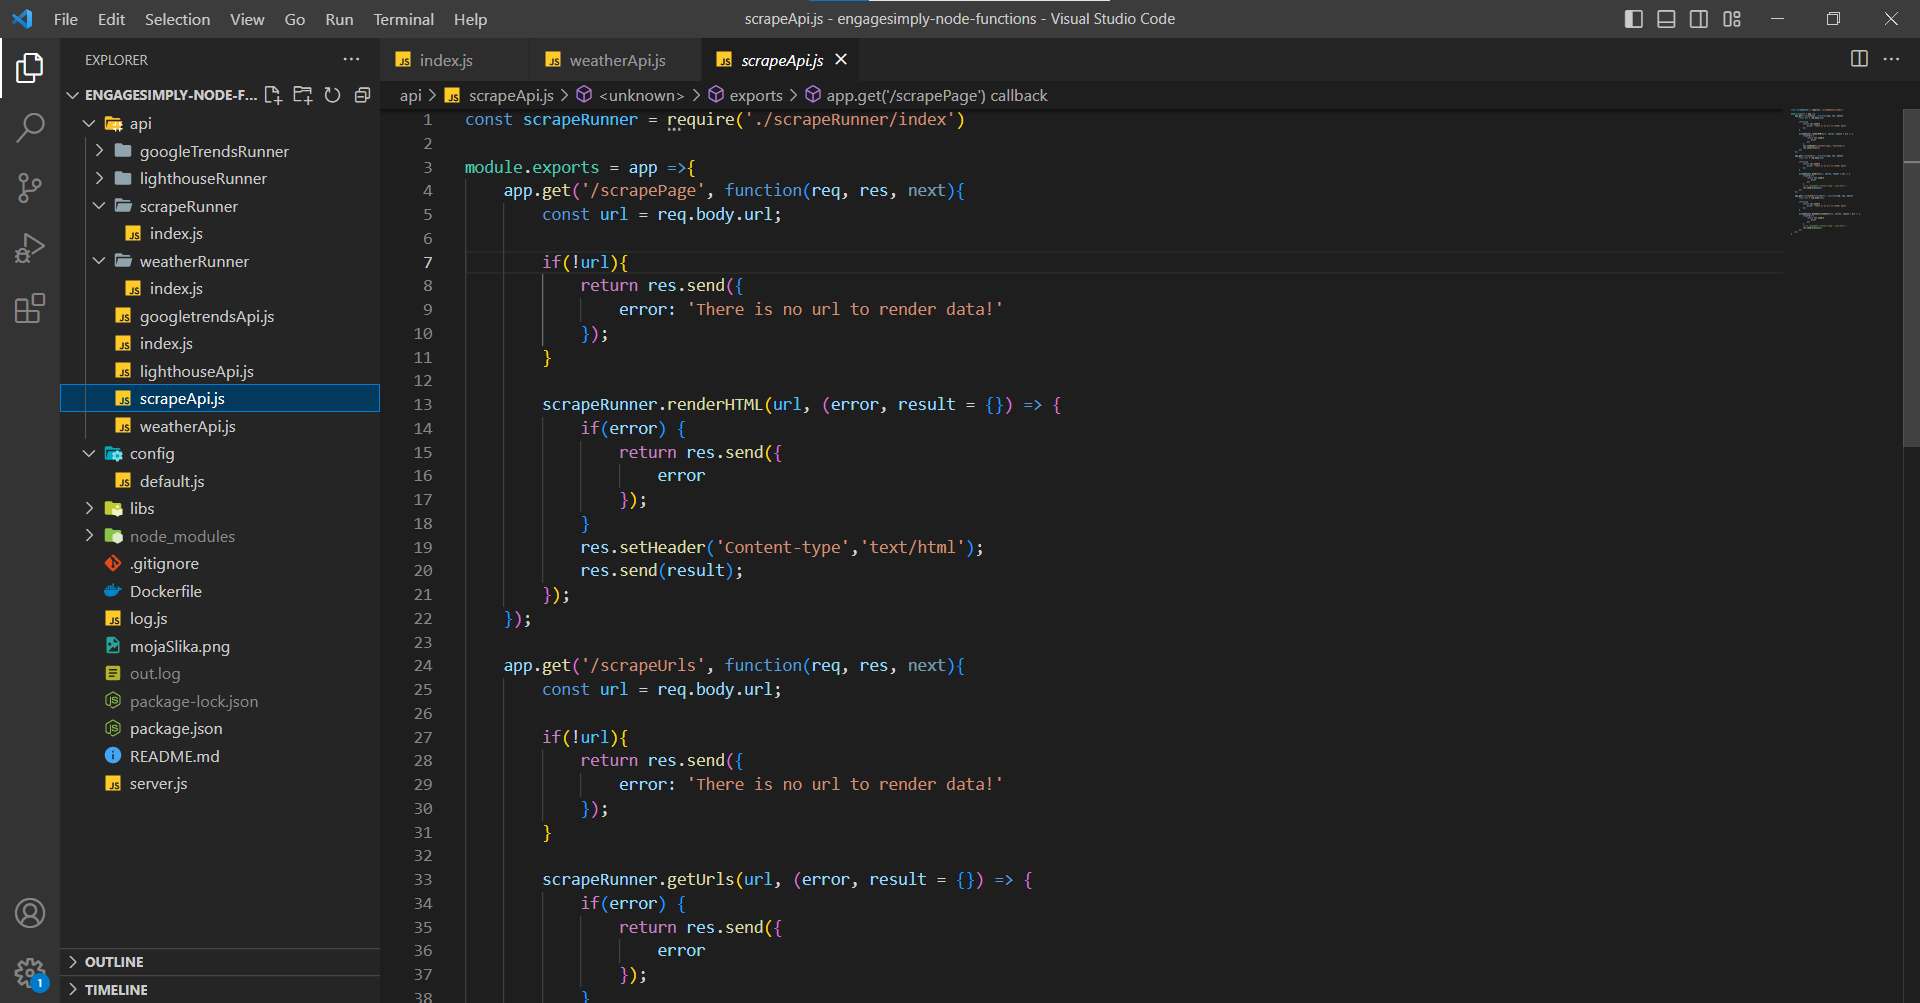 File Edit Selection View Go Run Terminal Help
scrapeApi.js - engagesimply-node-functions - Visual Studio Code
EXPLORER
ENGAGESIMPLY-NODE-F...
api
googleTrendsRunner
lighthouseRunner
scrapeRunner
index.js
weatherRunner
index.js
googletrendsApi.js
index.js
lighthouseApi.js
scrapeApi.js
weatherApi.js
config
default.js
libs
node_modules
.gitignore
Dockerfile
log.js
mojaSlika.png
out.log
package-lock.json
package.json
README.md
server.js
OUTLINE
TIMELINE
1
index.js
weatherApi.js
scrapeApi.js
api > scrapeApi.js > <unknown> > exports > app.get('/scrapePage') callback
1 const scrapeRunner = require('./scrapeRunner/index')
2
3 module.exports = app =>{
4 app.get('/scrapePage', function(req, res, next){
5 const url = req.body.url;
6
7 if(!url){
8 return res.send({
9 error: 'There is no url to render data!'
10 });
11 }
12
13 scrapeRunner.renderHTML(url, (error, result = {}) => {
14 if(error) {
15 return res.send({
16 error
17 });
18 }
19 res.setHeader('Content-type','text/html');
20 res.send(result);
21 });
22 });
23
24 app.get('/scrapeUrls', function(req, res, next){
25 const url = req.body.url;
26
27 if(!url){
28 return res.send({
29 error: 'There is no url to render data!'
30 });
31 }
32
33 scrapeRunner.getUrls(url, (error, result = {}) => {
34 if(error) {
35 return res.send({
36 error
37 });
38 }